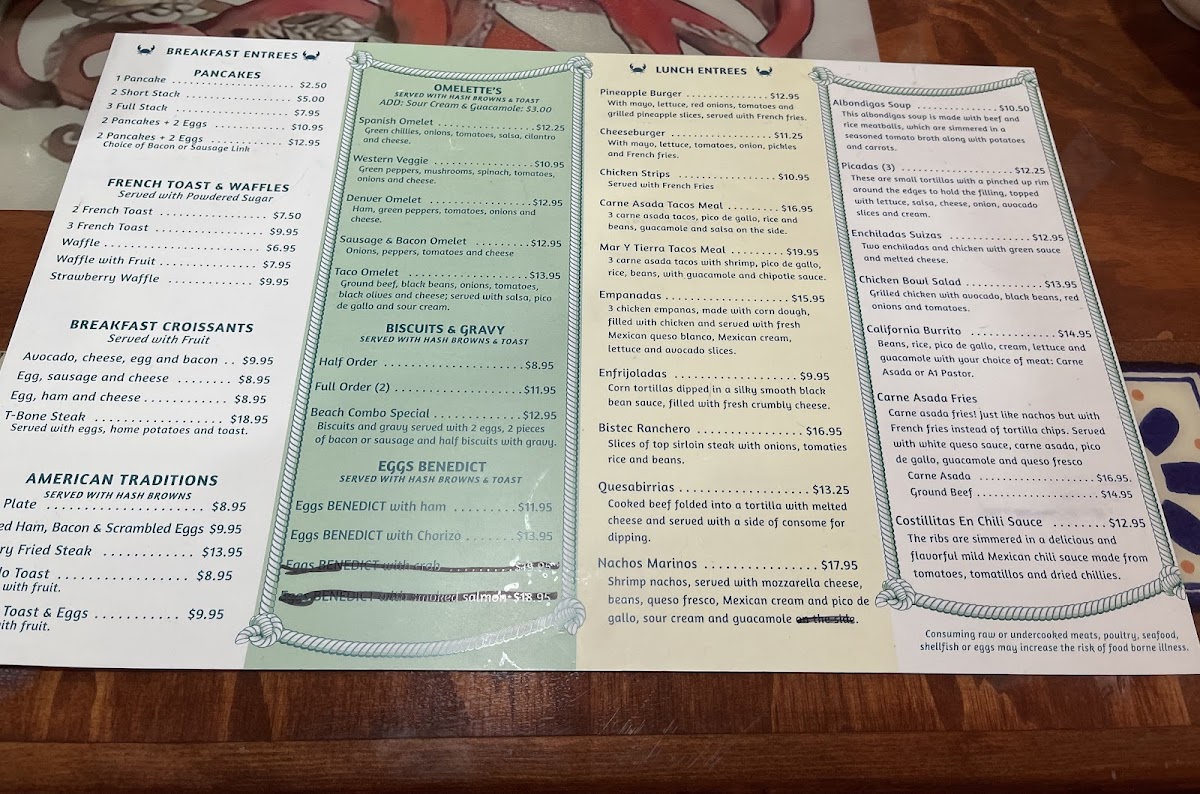 BREAKFAST ENTREES
PANCAKES
1 Pancake $2.50
2 Short Stack $5.00
3 Full Stack $7.95
2 Pancakes + 2 Eggs $10.95
2 Pancakes + 2 Eggs $12.95
Choice of Bacon or Sausage Link
FRENCH TOAST & WAFFLES
Served with Powdered Sugar
2 French Toast $7.50
3 French Toast $9.95
Waffle $6.95
Waffle with Fruit $7.95
Strawberry Waffle $9.95
BREAKFAST CROISSANTS
Served with Fruit
Avocado, cheese, egg and bacon .. $9.95
Egg, sausage and cheese $8.95
Egg, ham and cheese $8.95
T-Bone Steak $18.95
Served with eggs, home potatoes and toast.
AMERICAN TRADITIONS
SERVED WITH HASH BROWNS
Plate $8.95
Ham, Bacon & Scrambled Eggs $9.95
Fried Steak $13.95
Toast $8.95
with fruit.
Toast & Eggs $9.95
with fruit.
OMELETTE'S
SERVED WITH HASH BROWNS & TOAST
ADD: Sour Cream & Guacamole: $3.00
Spanish Omelet $12.25
Green chillies, onions, tomatoes, salsa, cilantro
and cheese.
Western Veggie $10.95
Green peppers, mushrooms, spinach, tomatoes,
onions and cheese.
Denver Omelet $12.95
Ham, green peppers, tomatoes, onions and
cheese.
Sausage & Bacon Omelet $12.95
Onions, peppers, tomatoes and cheese
Taco Omelet $13.95
Ground beef, black beans, onions, tomatoes,
black olives and cheese; served with salsa, pico
de gallo and sour cream.
BISCUITS & GRAVY
SERVED WITH HASH BROWNS & TOAST
Half Order $8.95
Full Order (2) $11.95
Beach Combo Special $12.95
Biscuits and gravy served with 2 eggs, 2 pieces
of bacon or sausage and half biscuits with gravy.
EGGS BENEDICT
SERVED WITH HASH BROWNS & TOAST
Eggs BENEDICT with ham $11.95
Eggs BENEDICT with Chorizo $13.95
Eggs BENEDICT with crab
Eggs BENEDICT with smoked salmon $18.95
LUNCH ENTREES
Pineapple Burger $12.95
With mayo, lettuce, red onions, tomatoes and
grilled pineapple slices, served with French fries.
Cheeseburger $11.25
With mayo, lettuce, tomatoes, onion, pickles
and French fries.
Chicken Strips $10.95
Served with French Fries
Carne Asada Tacos Meal $16.95
3 carne asada tacos, pico de gallo, rice and
beans, guacamole and salsa on the side.
Mar Y Tierra Tacos Meal $19.95
3 carne asada tacos with shrimp, pico de gallo,
rice, beans, with guacamole and chipotle sauce.
Empanadas $15.95
3 chicken empanas, made with corn dough,
filled with chicken and served with fresh
Mexican queso blanco, Mexican cream,
lettuce and avocado slices.
Enfrijoladas $9.95
Corn tortillas dipped in a silky smooth black
bean sauce, filled with fresh crumbly cheese.
Bistec Ranchero $16.95
Slices of top sirloin steak with onions, tomaties
rice and beans.
Quesabirrias $13.25
Cooked beef folded into a tortilla with melted
cheese and served with a side of consome for
dipping.
Nachos Marinos $17.95
Shrimp nachos, served with mozzarella cheese,
beans, queso fresco, Mexican cream and pico de
gallo, sour cream and guacamole on the side.
Albondigas Soup $10.50
This albondigas soup is made with beef and
rice meatballs, which are simmered in a
seasoned tomato broth along with potatoes
and carrots.
Picadas (3) $12.25
These are small tortillas with a pinched up rim
around the edges to hold the filling, topped
with lettuce, salsa, cheese, onion, avocado
slices and cream.
Enchiladas Suizas $12.95
Two enchiladas and chicken with green sauce
and melted cheese.
Chicken Bowl Salad $13.95
Grilled chicken with avocado, black beans, red
onions and tomatoes.
California Burrito $14.95
Beans, rice, pico de gallo, cream, lettuce and
guacamole with your choice of meat: Carne
Asada or A1 Pastor.
Carne Asada Fries
Carne asada fries! Just like nachos but with
French fries instead of tortilla chips. Served
with white queso sauce, carne asada, pico
de gallo, guacamole and queso fresco
Carne Asada $16.95.
Ground Beef $14.95
Costillitas En Chili Sauce $12.95
The ribs are simmered in a delicious and
flavorful mild Mexican chili sauce made from
tomatoes, tomatillos and dried chillies.
Consuming raw or undercooked meats, poultry, seafood,
shellfish or eggs may increase the risk of food borne illness.